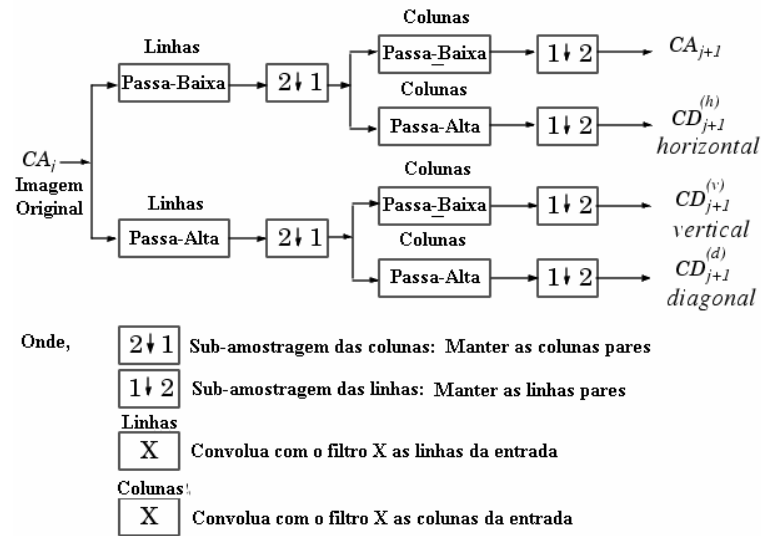 Colunas
Linhas
Passa-Baixa
2↓1
Passa_Baixa
1↓2
CA_{j+1}
Colunas
Passa-Alta
1↓2
CD_{j+1}^{(h)}
horizontal
CA_j
Imagem
Original
Colunas
Linhas
Passa-Alta
2↓1
Passa_Baixa
1↓2
CD_{j+1}^{(v)}
vertical
Colunas
Passa-Alta
1↓2
CD_{j+1}^{(d)}
diagonal
Onde,
2↓1 Sub-amostragem das colunas: Manter as colunas pares
1↓2 Sub-amostragem das linhas: Manter as linhas pares
Linhas
X Convolua com o filtro X as linhas da entrada
Colunas
X Convolua com o filtro X as colunas da entrada